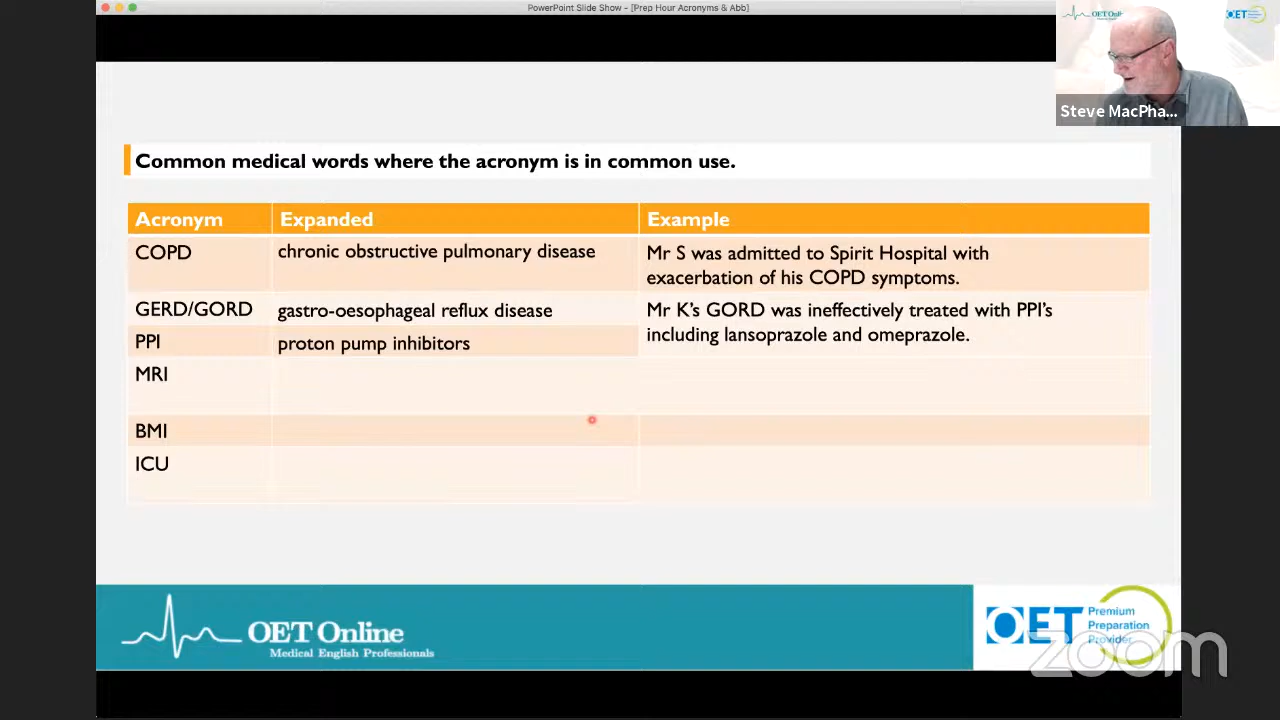 PowerPoint Slide Show - [Prep Hour Acronyms & Abb]
OET Online
OET
Steve MacPha...
Common medical words where the acronym is in common use.
Acronym Expanded Example
COPD chronic obstructive pulmonary disease Mr S was admitted to Spirit Hospital with
exacerbation of his COPD symptoms.
GERD/GORD gastro-oesophageal reflux disease Mr K's GORD was ineffectively treated with PPI's
including lansoprazole and omeprazole.
PPI proton pump inhibitors
MRI
BMI
ICU
OET Online
Medical English Professionals
OET
Premium
Preparation
Provider
zoom